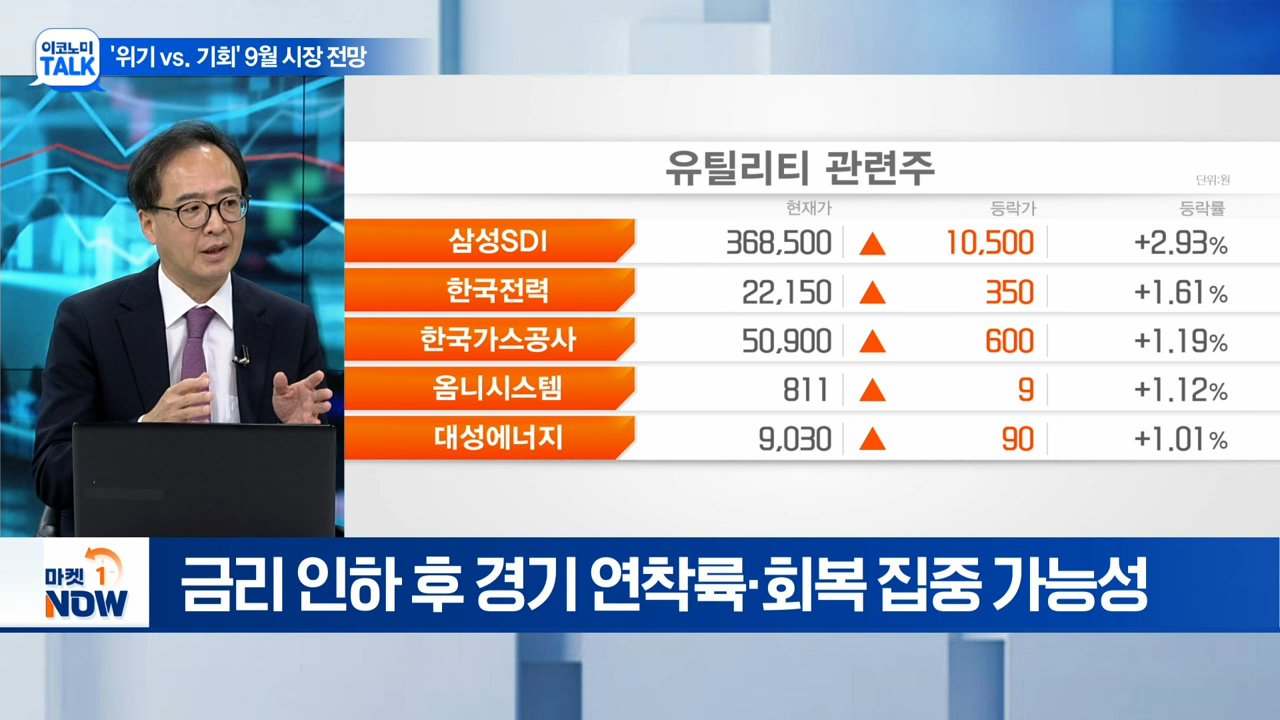 이코노미
TALK
'위기 vs. 기회' 9월 시장 전망
유틸리티 관련주
단위:원
현재가 등락가 등락률
삼성SDI 368,500 ▲ 10,500 +2.93%
한국전력 22,150 ▲ 350 +1.61%
한국가스공사 50,900 ▲ 600 +1.19%
옴니시스템 811 ▲ 9 +1.12%
대성에너지 9,030 ▲ 90 +1.01%
마켓 1
NOW
금리 인하 후 경기 연착륙·회복 집중 가능성